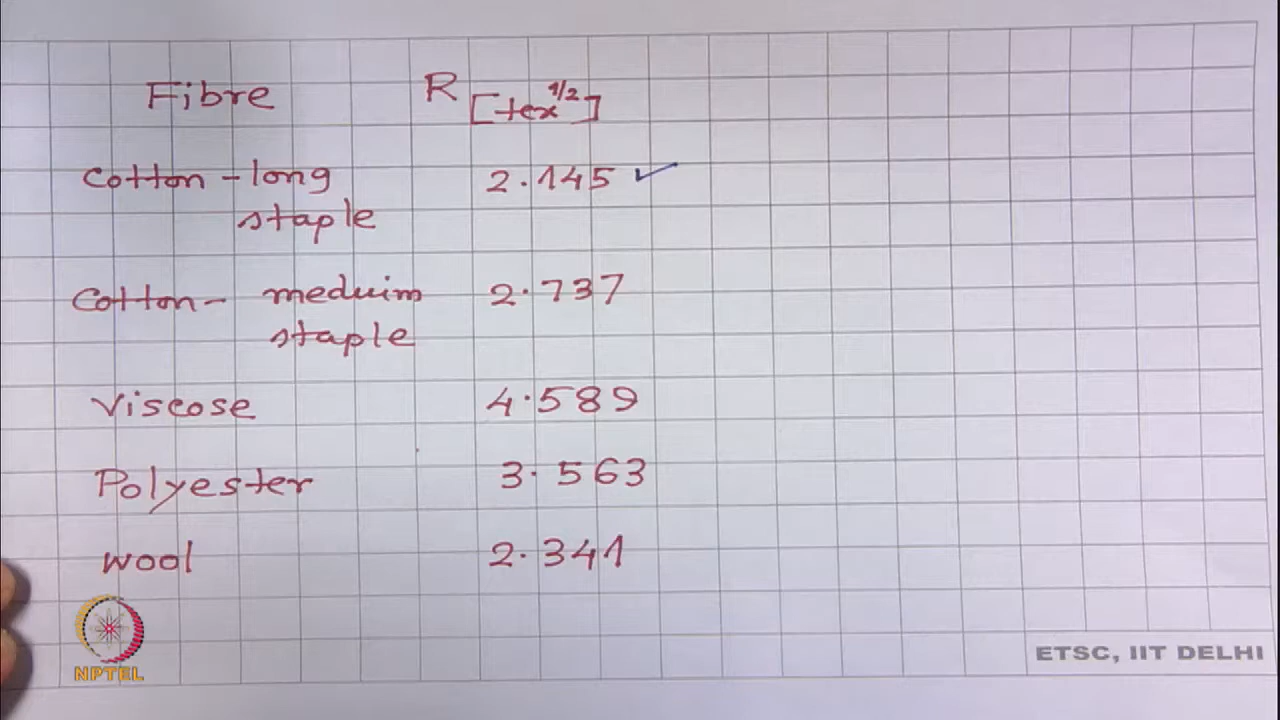 Fibre R [tex^1/2]
Cotton - long 2.145 ✓
staple
Cotton - meduim 2.737
staple
Viscose 4.589
Polyester 3.563
Wool 2.341
NPTEL
ETSC, IIT DELHI